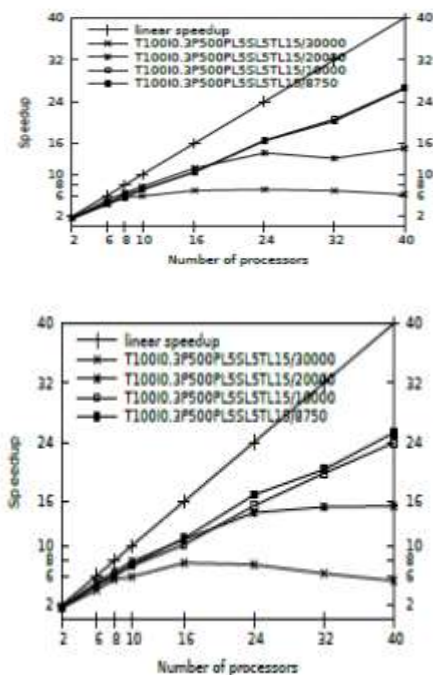 40
32
24
16
10
8
6
2
Speedup
linear speedup
T100I0.3P500PL5SL5TL15/30000
T100I0.3P500PL5SL5TL15/20000
T100I0.3P500PL5SL5TL15/10000
T100I0.3P500PL5SL5TL15/8750
40
32
24
16
10
8
6
2
2 6 8 10 16 24 32 40
Number of processors
40
32
24
16
10
8
6
2
Speedup
linear speedup
T100I0.3P500PL5SL5TL15/30000
T100I0.3P500PL5SL5TL15/20000
T100I0.3P500PL5SL5TL15/10000
T100I0.3P500PL5SL5TL15/8750
40
32
24
16
10
8
6
2
2 6 8 10 16 24 32 40
Number of processors